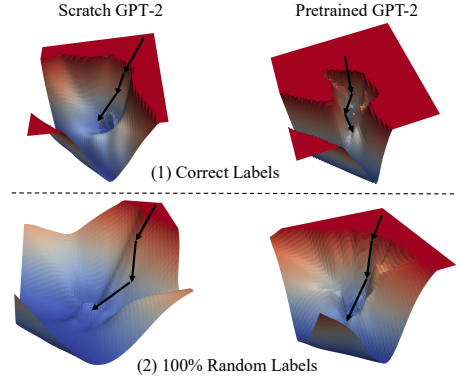 Scratch GPT-2
Pretrained GPT-2
(1) Correct Labels
(2) 100% Random Labels